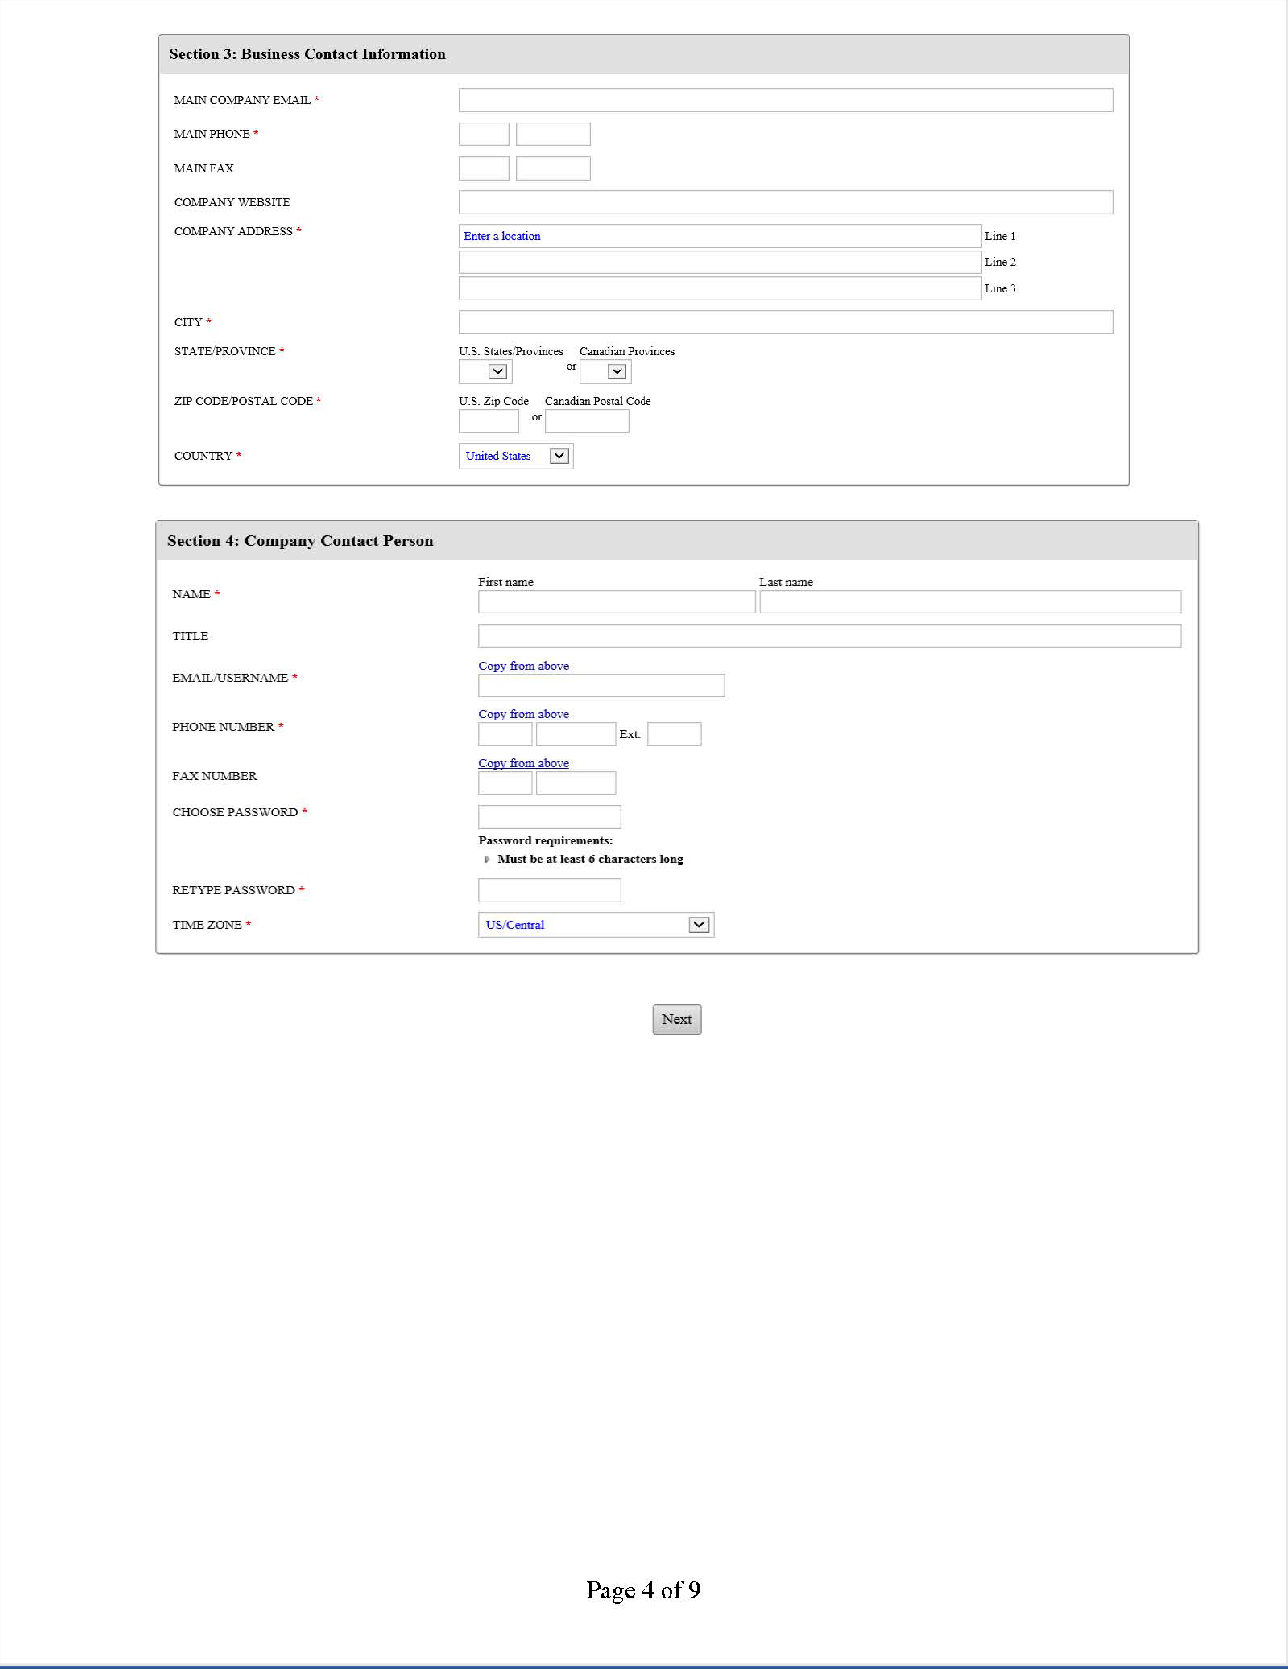 Section 3: Business Contact Information
MAIN COMPANY EMAIL *
MAIN PHONE *
MAIN FAX
COMPANY WEBSITE
COMPANY ADDRESS *
Enter a location Line 1
Line 2
Line 3
CITY *
STATE/PROVINCE * U.S. States/Provinces or Canadian Provinces
ZIP CODE/POSTAL CODE * U.S. Zip Code or Canadian Postal Code
COUNTRY * United States
Section 4: Company Contact Person
First name Last name
NAME *
TITLE
Copy from above
EMAIL/USERNAME *
Copy from above
PHONE NUMBER *
Ext.
Copy from above
FAX NUMBER
CHOOSE PASSWORD *
Password requirements:
Must be at least 6 characters long
RETYPE PASSWORD *
TIME ZONE * US/Central
Next
Page 4 of 9